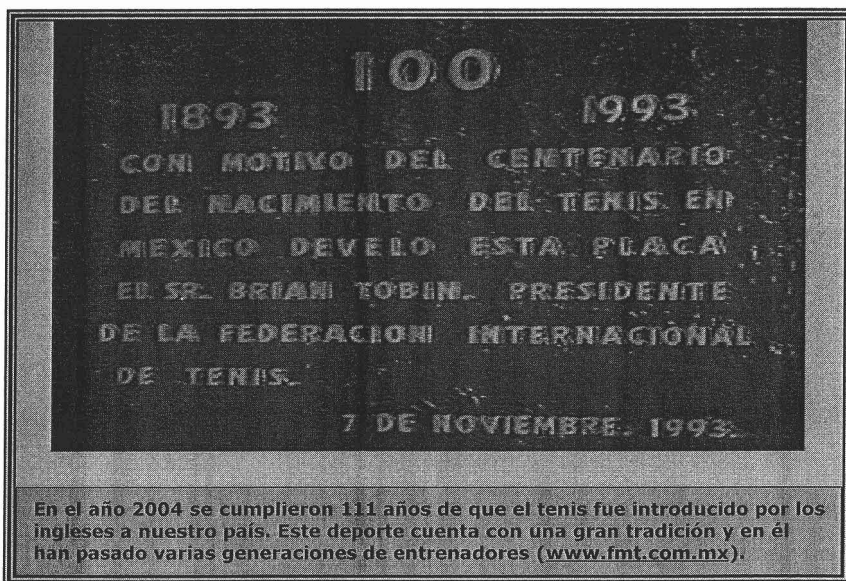 100
1893 1993
CON MOTIVO DEL CENTENARIO
DEL NACIMIENTO DEL TENIS EN
MEXICO DEVELO ESTA PLACA
EL SR. BRIAN TOBIN. PRESIDENTE
DE LA FEDERACION INTERNACIONAL
DE TENIS.
7 DE NOVIEMBRE. 1993.
En el año 2004 se cumplieron 111 años de que el tenis fue introducido por los
ingleses a nuestro país. Este deporte cuenta con una gran tradición y en él
han pasado varias generaciones de entrenadores (www.fmt.com.mx).